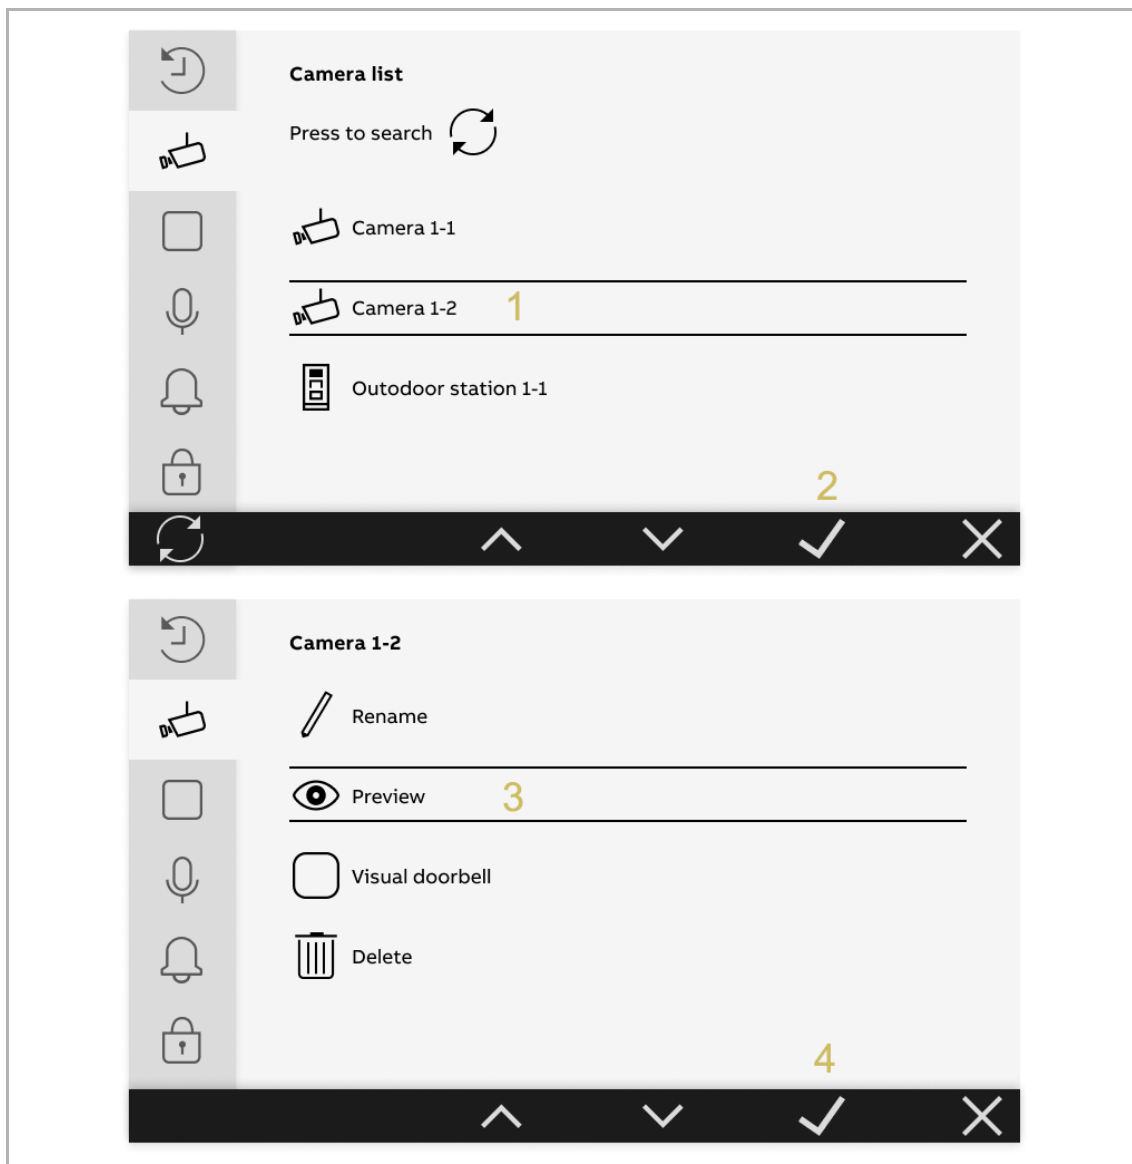 Camera list
Press to search
Camera 1-1
Camera 1-2 1
Outodoor station 1-1
2
Camera 1-2
Rename
Preview 3
Visual doorbell
Delete
4